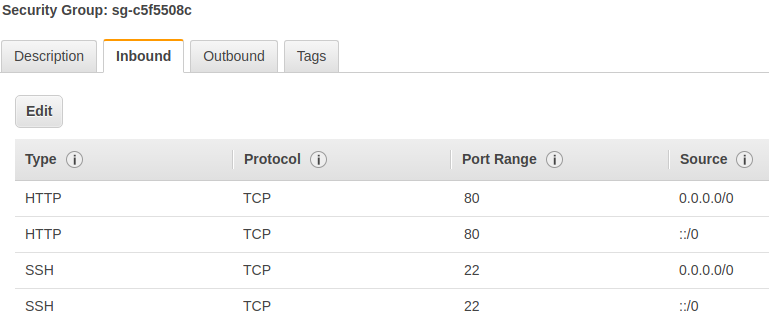 Security Group: sg-c5f5508c
Description Inbound Outbound Tags
Edit
Type Protocol Port Range Source
HTTP TCP 80 0.0.0.0/0
HTTP TCP 80 ::/0
SSH TCP 22 0.0.0.0/0
SSH TCP 22 ::/0